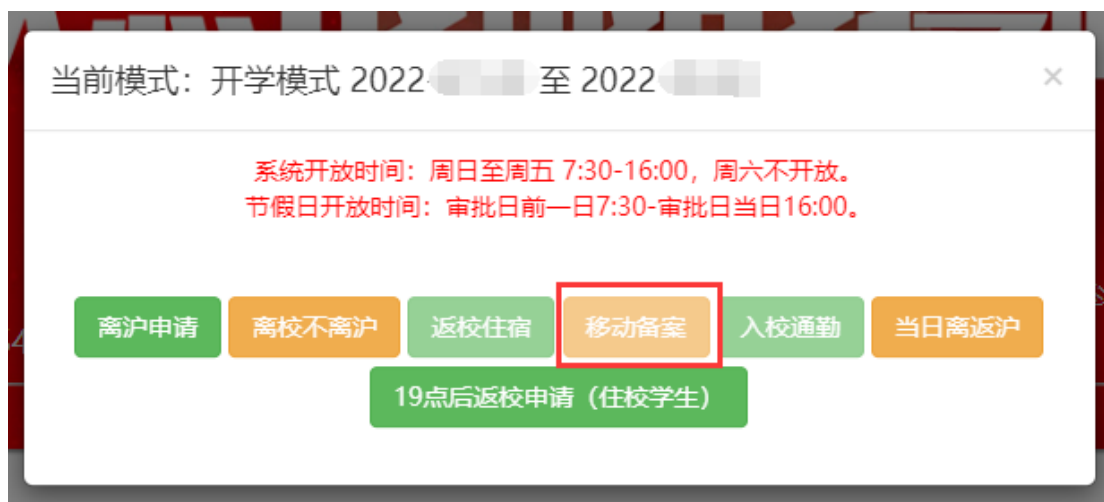 当前模式：开学模式 2022- 至 2022
×
系统开放时间：周日至周五 7:30-16:00，周六不开放。
节假日开放时间：审批日前一日7:30-审批日当日16:00。
离沪申请 离校不离沪 返校住宿 移动备案 入校通勤 当日离返沪
19点后返校申请（住校学生）